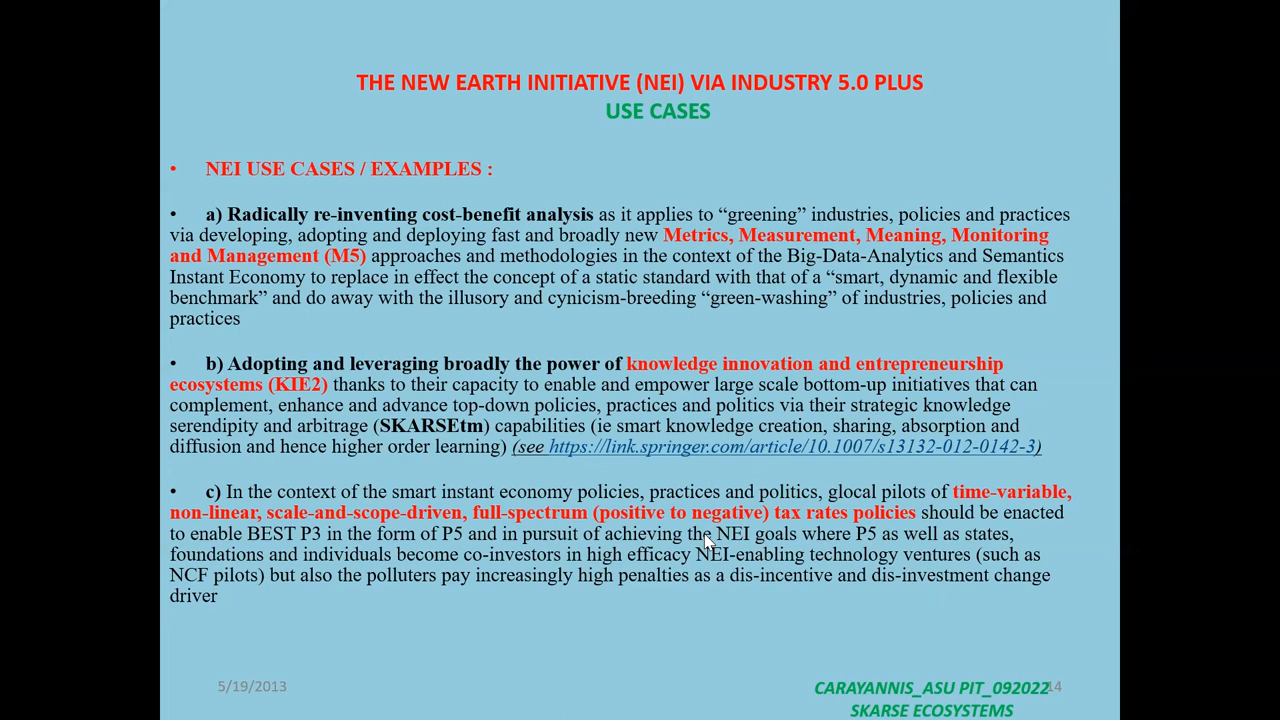 THE NEW EARTH INITIATIVE (NEI) VIA INDUSTRY 5.0 PLUS
USE CASES
• NEI USE CASES / EXAMPLES :
• a) Radically re-inventing cost-benefit analysis as it applies to “greening” industries, policies and practices
via developing, adopting and deploying fast and broadly new Metrics, Measurement, Meaning, Monitoring
and Management (M5) approaches and methodologies in the context of the Big-Data-Analytics and Semantics
Instant Economy to replace in effect the concept of a static standard with that of a “smart, dynamic and flexible
benchmark” and do away with the illusory and cynicism-breeding “green-washing” of industries, policies and
practices
• b) Adopting and leveraging broadly the power of knowledge innovation and entrepreneurship
ecosystems (KIE2) thanks to their capacity to enable and empower large scale bottom-up initiatives that can
complement, enhance and advance top-down policies, practices and politics via their strategic knowledge
serendipity and arbitrage (SKARSEtm) capabilities (ie smart knowledge creation, sharing, absorption and
diffusion and hence higher order learning) (see https://link.springer.com/article/10.1007/s13132-012-0142-3)
• c) In the context of the smart instant economy policies, practices and politics, glocal pilots of time-variable,
non-linear, scale-and-scope-driven, full-spectrum (positive to negative) tax rates policies should be enacted
to enable BEST P3 in the form of P5 and in pursuit of achieving the NEI goals where P5 as well as states,
foundations and individuals become co-investors in high efficacy NEI-enabling technology ventures (such as
NCF pilots) but also the polluters pay increasingly high penalties as a dis-incentive and dis-investment change
driver
5/19/2013
CARAYANNIS_ASU PIT_092022 14
SKARSE ECOSYSTEMS